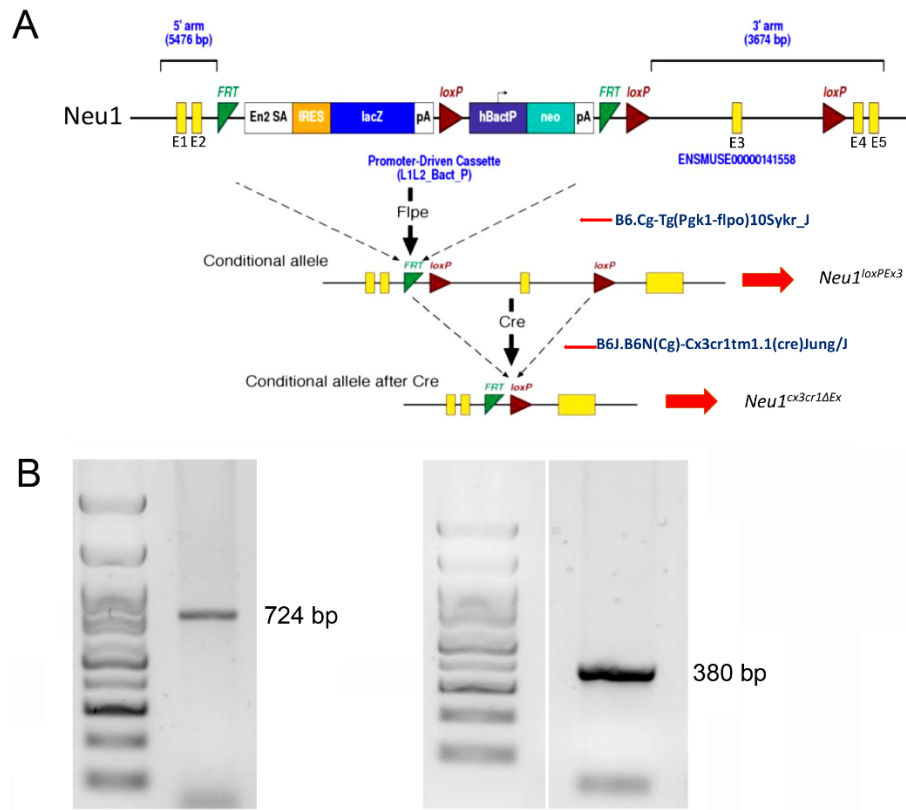 A
5' arm
(5476 bp)
3' arm
(3674 bp)
FRT
loxP
FRT
loxP
loxP
Neu1
En2 SA
IRES
lacZ
pA
hBactP
neo
pA
E1 E2
E3
E4 E5
Promoter-Driven Cassette
(L1L2_Bact_P)
ENSMUSE00000141558
Flpe
B6.Cg-Tg(Pgk1-flpo)10Sykr_J
Conditional allele
FRT
loxP
loxP
Neu1loxPEx3
Cre
B6J.B6N(Cg)-Cx3cr1tm1.1(cre)Jung/J
Conditional allele after Cre
FRT
loxP
Neu1cx3cr1ΔEx
B
724 bp
380 bp